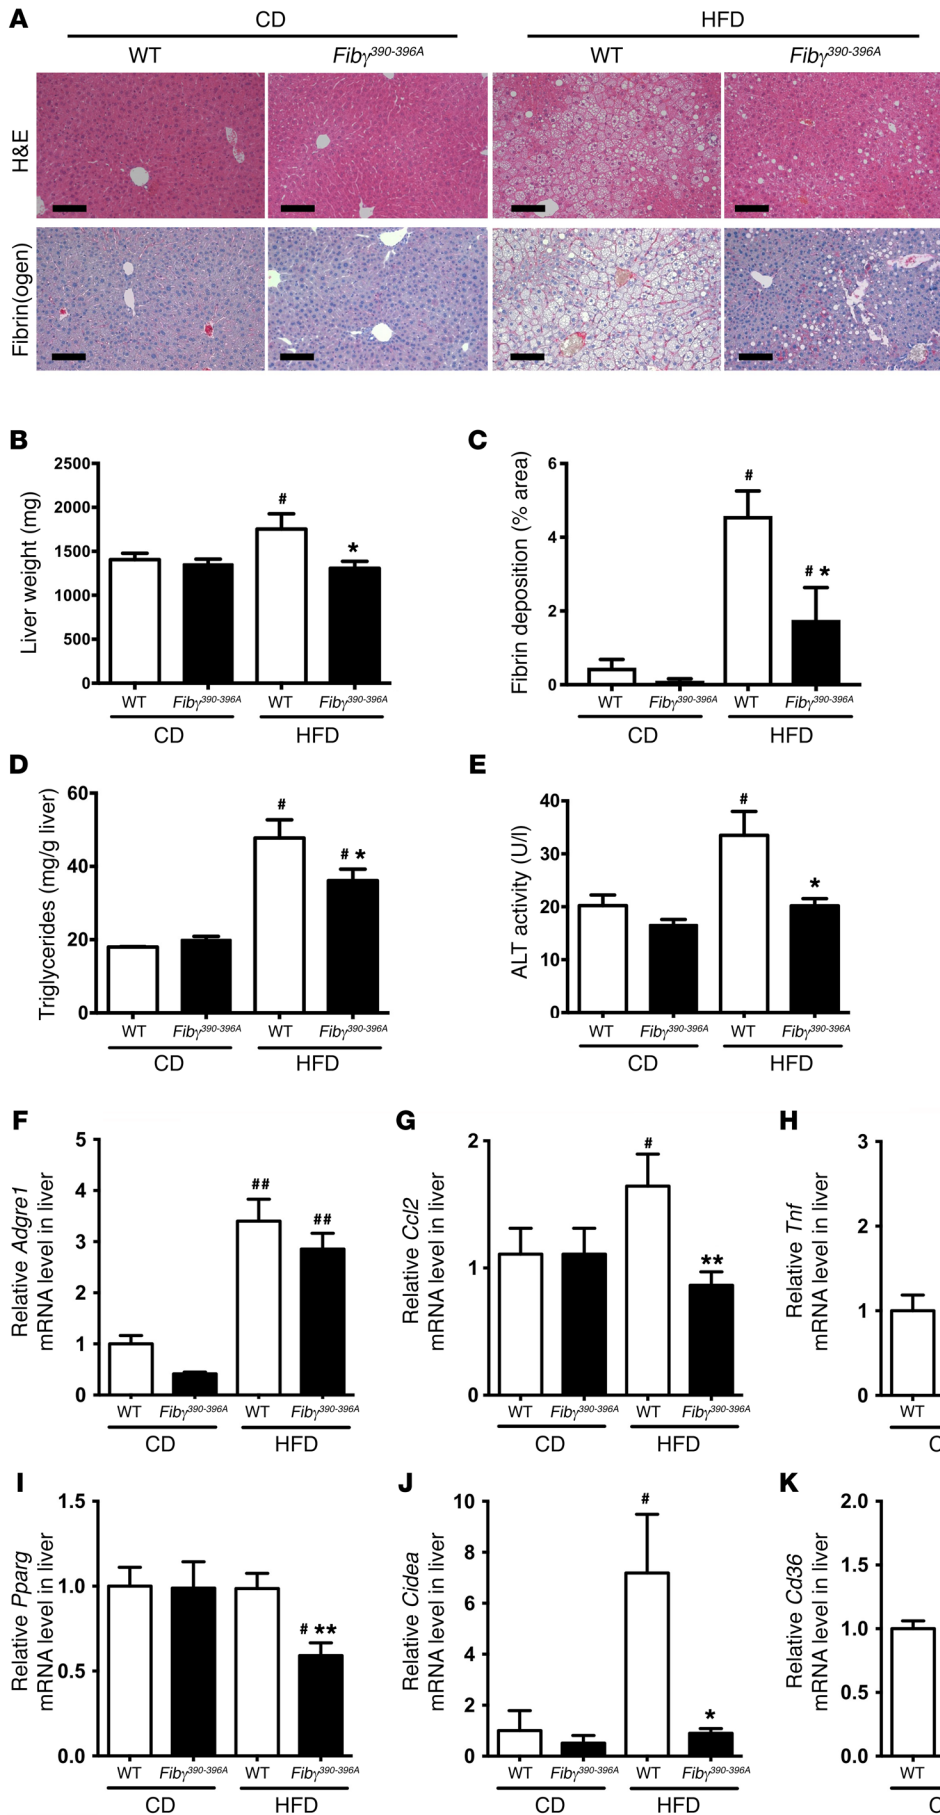 A
CD
HFD
WT
Fibγ390-396A
WT
Fibγ390-396A
H&E
Fibrin(ogen)
B
Liver weight (mg)
2500
2000
1500
1000
500
0
#
*
WT
Fibγ390-396A
WT
Fibγ390-396A
CD
HFD
C
Fibrin deposition (% area)
6
4
2
0
#
# *
WT
Fibγ390-396A
WT
Fibγ390-396A
CD
HFD
D
Triglycerides (mg/g liver)
60
40
20
0
#
# *
WT
Fibγ390-396A
WT
Fibγ390-396A
CD
HFD
E
ALT activity (U/l)
40
30
20
10
0
#
*
WT
Fibγ390-396A
WT
Fibγ390-396A
CD
HFD
F
Relative Adgre1
mRNA level in liver
5
4
3
2
1
0
##
##
WT
Fibγ390-396A
WT
Fibγ390-396A
CD
HFD
G
Relative Ccl2
mRNA level in liver
2
1
0
#
**
WT
Fibγ390-396A
WT
Fibγ390-396A
CD
HFD
H
Relative Tnf
mRNA level in liver
3
2
1
0
WT
I
Relative Pparg
mRNA level in liver
1.5
1.0
0.5
0.0
# **
WT
Fibγ390-396A
WT
Fibγ390-396A
CD
HFD
J
Relative Cidea
mRNA level in liver
10
8
6
4
2
0
#
*
WT
Fibγ390-396A
WT
Fibγ390-396A
CD
HFD
K
Relative Cd36
mRNA level in liver
2.0
1.5
1.0
0.5
0.0
WT